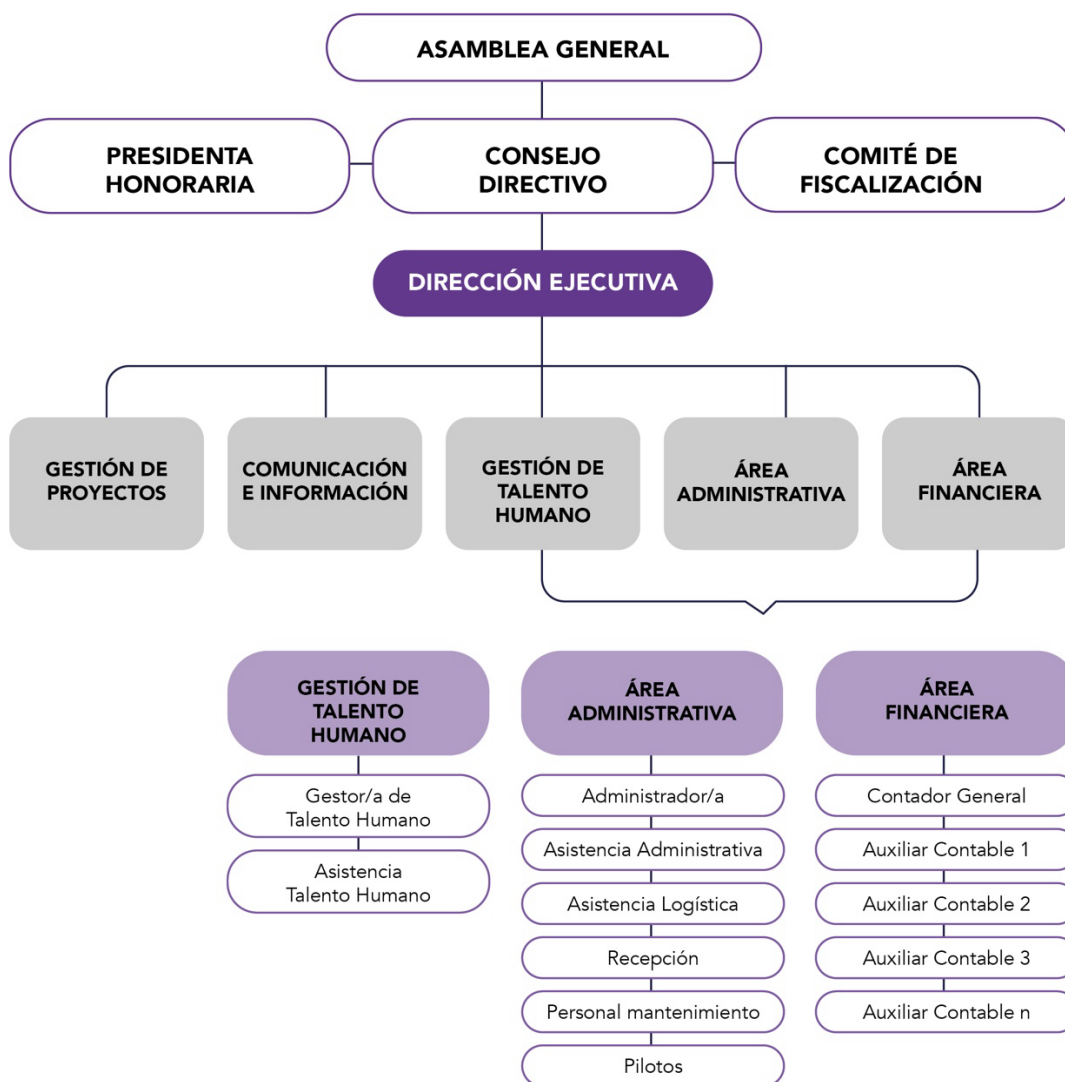 ASAMBLEA GENERAL
PRESIDENTA
HONORARIA
CONSEJO
DIRECTIVO
COMITÉ DE
FISCALIZACIÓN
DIRECCIÓN EJECUTIVA
GESTIÓN DE
PROYECTOS
COMUNICACIÓN
E INFORMACIÓN
GESTIÓN DE
TALENTO
HUMANO
ÁREA
ADMINISTRATIVA
ÁREA
FINANCIERA
GESTIÓN DE
TALENTO
HUMANO
Gestor/a de
Talento Humano
Asistencia
Talento Humano
ÁREA
ADMINISTRATIVA
Administrador/a
Asistencia Administrativa
Asistencia Logística
Recepción
Personal mantenimiento
Pilotos
ÁREA
FINANCIERA
Contador General
Auxiliar Contable 1
Auxiliar Contable 2
Auxiliar Contable 3
Auxiliar Contable n